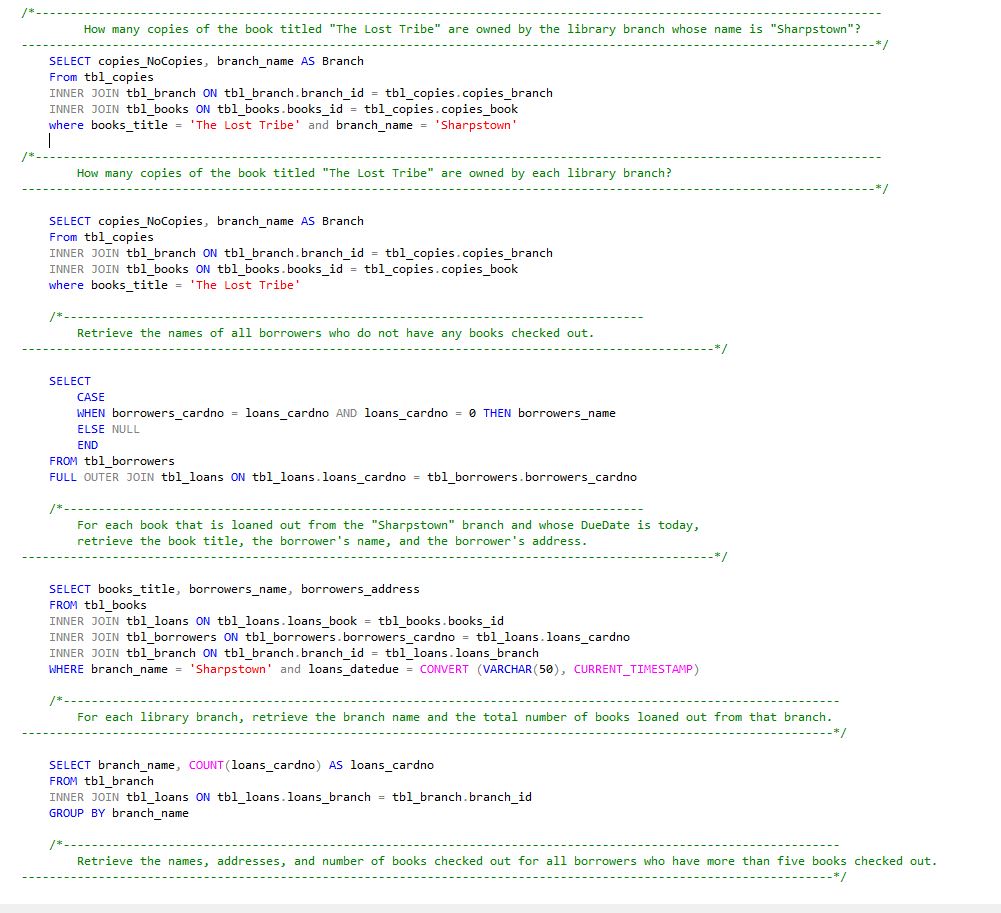 /*-------------------------------------------------------------------------------------------------------------------------
How many copies of the book titled "The Lost Tribe" are owned by the library branch whose name is "Sharpstown"?
--------------------------------------------------------------------------------------------------------------------------*/
SELECT copies_NoCopies, branch_name AS Branch
From tbl_copies
INNER JOIN tbl_branch ON tbl_branch.branch_id = tbl_copies.copies_branch
INNER JOIN tbl_books ON tbl_books.books_id = tbl_copies.copies_book
where books_title = 'The Lost Tribe' and branch_name = 'Sharpstown'
/*-------------------------------------------------------------------------------------------------------------------------
How many copies of the book titled "The Lost Tribe" are owned by each library branch?
--------------------------------------------------------------------------------------------------------------------------*/
SELECT copies_NoCopies, branch_name AS Branch
From tbl_copies
INNER JOIN tbl_branch ON tbl_branch.branch_id = tbl_copies.copies_branch
INNER JOIN tbl_books ON tbl_books.books_id = tbl_copies.copies_book
where books_title = 'The Lost Tribe'
/*-----------------------------------------------------------------------------------
Retrieve the names of all borrowers who do not have any books checked out.
---------------------------------------------------------------------------------------------------*/
SELECT
CASE
WHEN borrowers_cardno = loans_cardno AND loans_cardno = 0 THEN borrowers_name
ELSE NULL
END
FROM tbl_borrowers
FULL OUTER JOIN tbl_loans ON tbl_loans.loans_cardno = tbl_borrowers.borrowers_cardno
/*-----------------------------------------------------------------------------------
For each book that is loaned out from the "Sharpstown" branch and whose DueDate is today,
retrieve the book title, the borrower's name, and the borrower's address.
---------------------------------------------------------------------------------------------------*/
SELECT books_title, borrowers_name, borrowers_address
FROM tbl_books
INNER JOIN tbl_loans ON tbl_loans.loans_book = tbl_books.books_id
INNER JOIN tbl_borrowers ON tbl_borrowers.borrowers_cardno = tbl_loans.loans_cardno
INNER JOIN tbl_branch ON tbl_branch.branch_id = tbl_loans.loans_branch
WHERE branch_name = 'Sharpstown' and loans_datedue = CONVERT (VARCHAR(50), CURRENT_TIMESTAMP)
/*---------------------------------------------------------------------------------------------------------------
For each library branch, retrieve the branch name and the total number of books loaned out from that branch.
--------------------------------------------------------------------------------------------------------------------*/
SELECT branch_name, COUNT(loans_cardno) AS loans_cardno
FROM tbl_branch
INNER JOIN tbl_loans ON tbl_loans.loans_branch = tbl_branch.branch_id
GROUP BY branch_name
/*---------------------------------------------------------------------------------------------------------------
Retrieve the names, addresses, and number of books checked out for all borrowers who have more than five books checked out.
--------------------------------------------------------------------------------------------------------------------*/